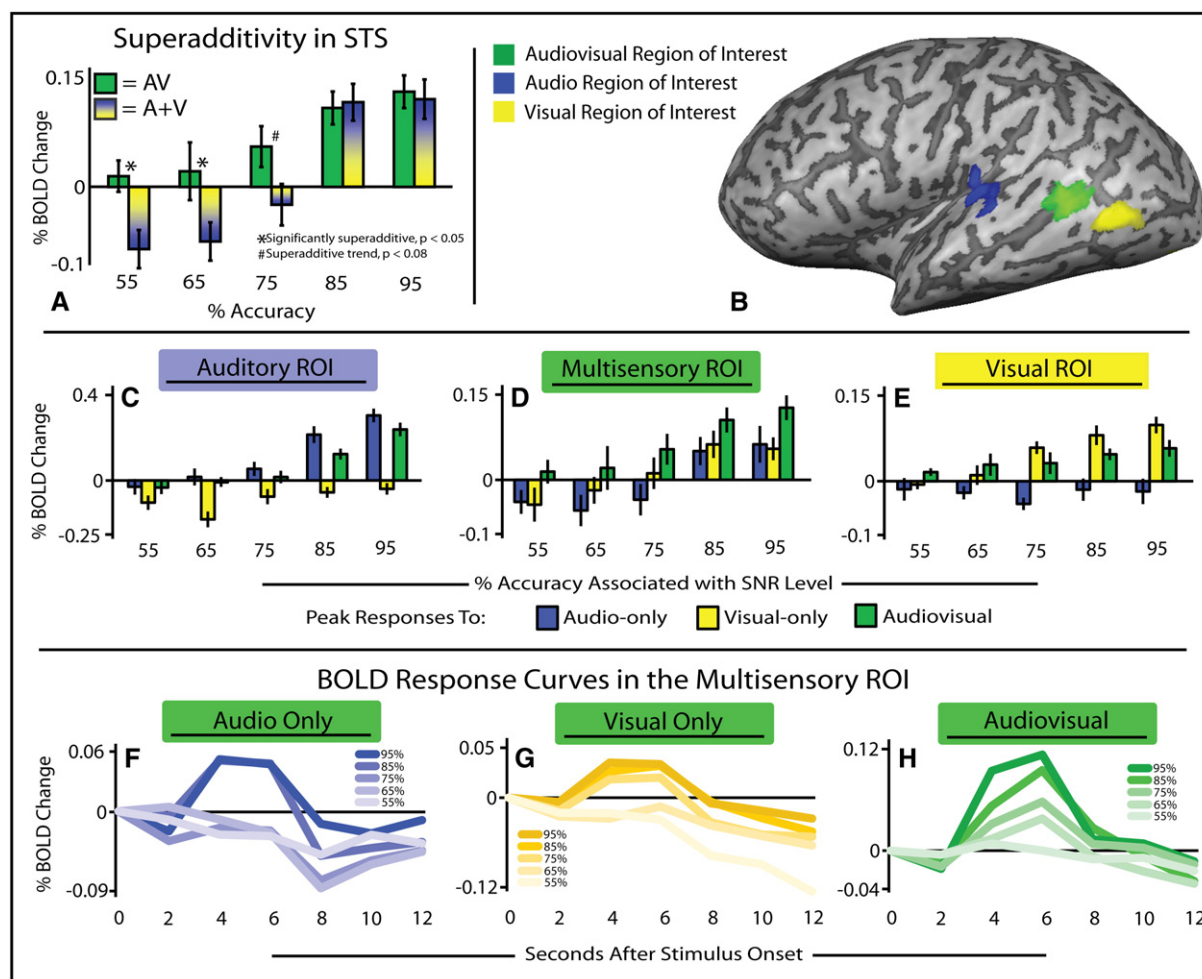 Superadditivity in STS
0.15
0
-0.1
% BOLD Change
= AV
= A+V
*
*
#
*Significantly superadditive, p < 0.05
#Superadditive trend, p < 0.08
55 65 75 85 95
A
% Accuracy
Audiovisual Region of Interest
Audio Region of Interest
Visual Region of Interest
B
Auditory ROI
C
0.4
0
-0.25
% BOLD Change
55 65 75 85 95
Multisensory ROI
D
0.15
0
-0.1
55 65 75 85 95
Visual ROI
E
0.15
0
-0.1
55 65 75 85 95
% Accuracy Associated with SNR Level
Peak Responses To: Audio-only Visual-only Audiovisual
BOLD Response Curves in the Multisensory ROI
Audio Only
F
0.06
0
-0.09
% BOLD Change
95%
85%
75%
65%
55%
0 2 4 6 8 10 12
Visual Only
G
0.05
0
-0.12
95%
85%
75%
65%
55%
0 2 4 6 8 10 12
Audiovisual
H
0.12
0
-0.04
95%
85%
75%
65%
55%
0 2 4 6 8 10 12
Seconds After Stimulus Onset